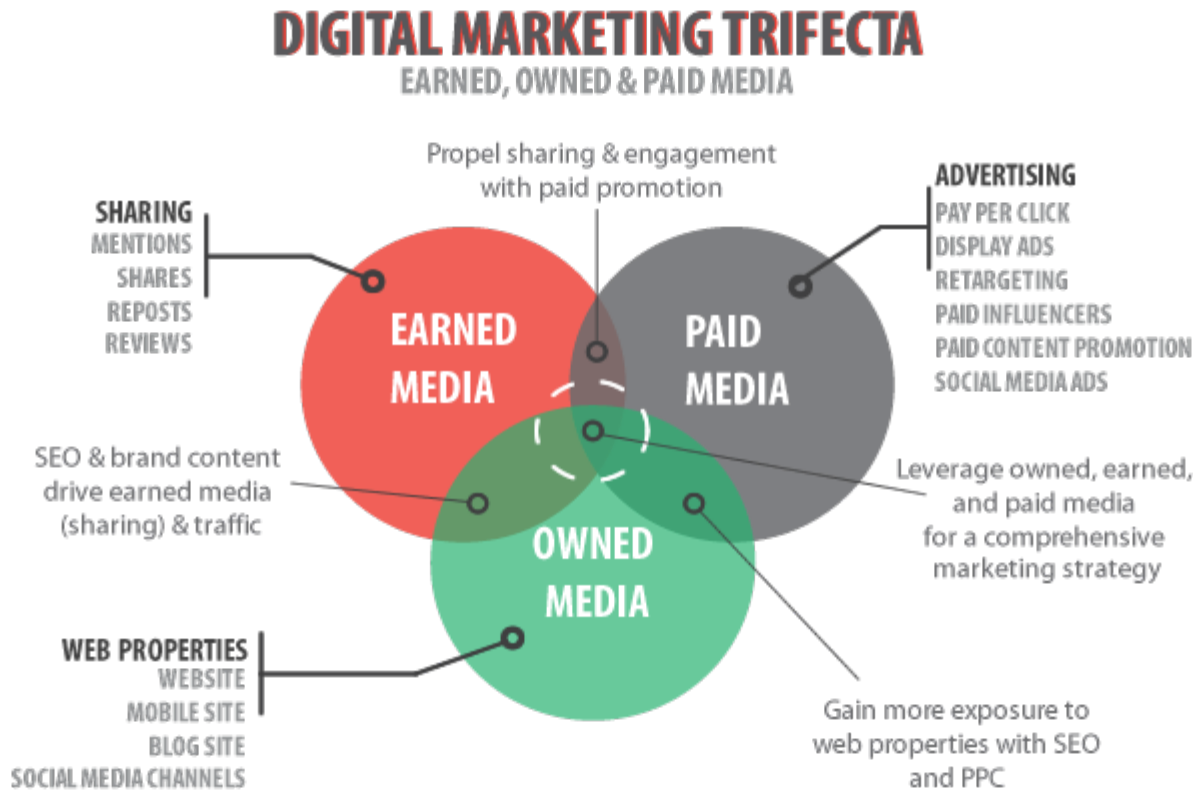 DIGITAL MARKETING TRIFECTA
EARNED, OWNED & PAID MEDIA
Propel sharing & engagement
with paid promotion
SHARING
MENTIONS
SHARES
REPOSTS
REVIEWS
ADVERTISING
PAY PER CLICK
DISPLAY ADS
RETARGETING
PAID INFLUENCERS
PAID CONTENT PROMOTION
SOCIAL MEDIA ADS
EARNED
MEDIA
PAID
MEDIA
SEO & brand content
drive earned media
(sharing) & traffic
Leverage owned, earned,
and paid media
for a comprehensive
marketing strategy
OWNED
MEDIA
WEB PROPERTIES
WEBSITE
MOBILE SITE
BLOG SITE
SOCIAL MEDIA CHANNELS
Gain more exposure to
web properties with SEO
and PPC